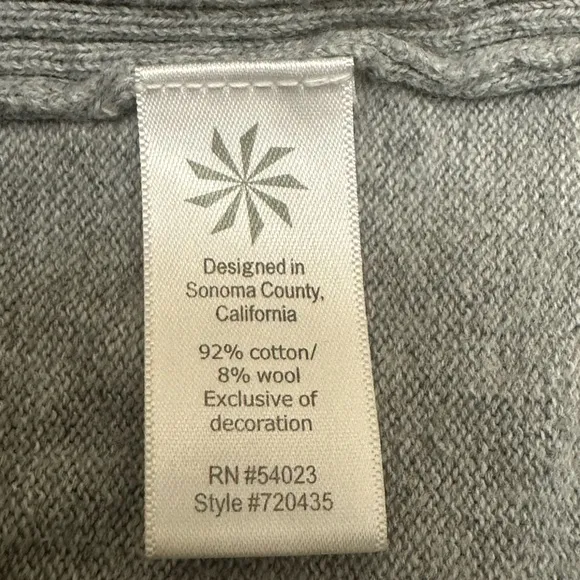 Designed in
Sonoma County,
California
92% cotton/
8% wool
Exclusive of
decoration
RN #54023
Style #720435